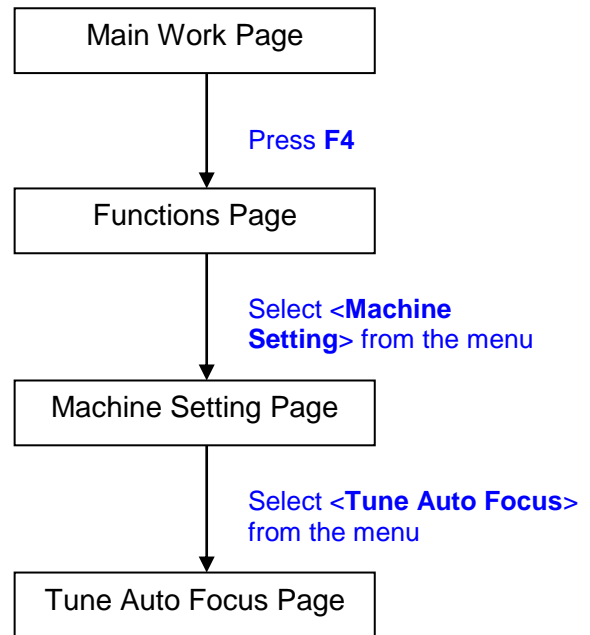 Main Work Page
Press F4
Functions Page
Select <Machine
Setting> from the menu
Machine Setting Page
Select <Tune Auto Focus>
from the menu
Tune Auto Focus Page